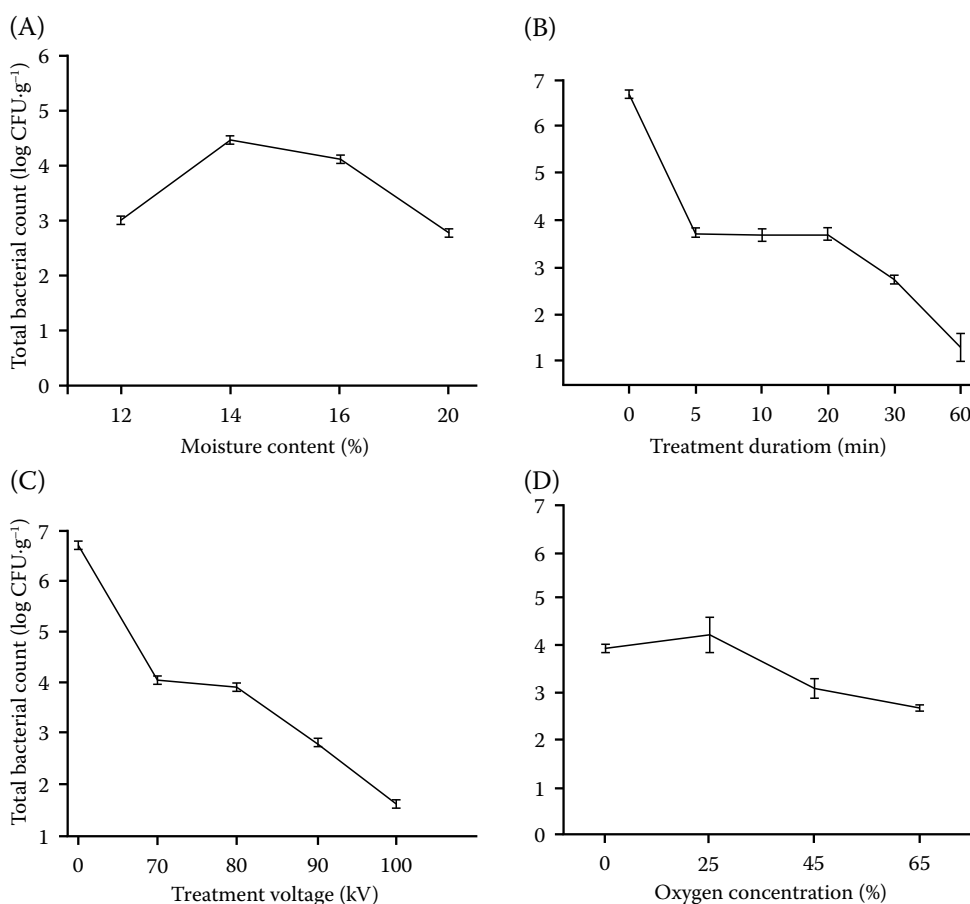 (A)
Total bacterial count (log CFU·g⁻¹)
6
5
4
3
2
1
0
12 14 16 20
Moisture content (%)
(B)
7
6
5
4
3
2
1
0 5 10 20 30 60
Treatment duratiom (min)
(C)
Total bacterial count (log CFU·g⁻¹)
7
6
5
4
3
2
1
0 70 80 90 100
Treatment voltage (kV)
(D)
7
6
5
4
3
2
1
0
0 25 45 65
Oxygen concentration (%)